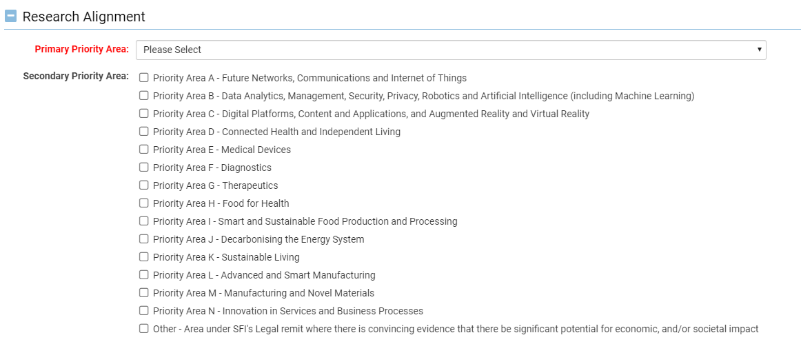 Research Alignment
Primary Priority Area: Please Select
Secondary Priority Area:
Priority Area A - Future Networks, Communications and Internet of Things
Priority Area B - Data Analytics, Management, Security, Privacy, Robotics and Artificial Intelligence (including Machine Learning)
Priority Area C - Digital Platforms, Content and Applications, and Augmented Reality and Virtual Reality
Priority Area D - Connected Health and Independent Living
Priority Area E - Medical Devices
Priority Area F - Diagnostics
Priority Area G - Therapeutics
Priority Area H - Food for Health
Priority Area I - Smart and Sustainable Food Production and Processing
Priority Area J - Decarbonising the Energy System
Priority Area K - Sustainable Living
Priority Area L - Advanced and Smart Manufacturing
Priority Area M - Manufacturing and Novel Materials
Priority Area N - Innovation in Services and Business Processes
Other - Area under SFI's Legal remit where there is convincing evidence that there be significant potential for economic, and/or societal impact